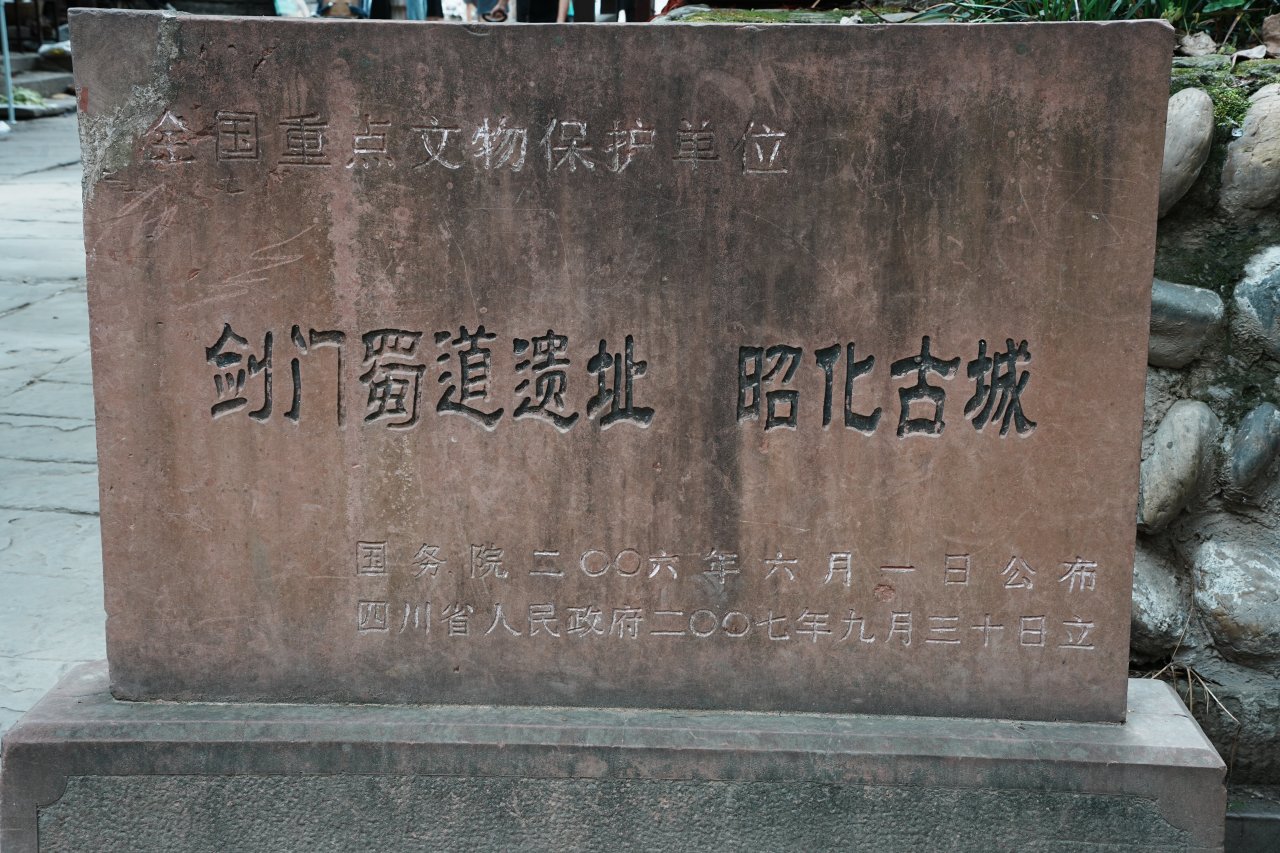 全国重点文物保护单位
剑门蜀道遗址 昭化古城
国务院二〇〇六年六月一日公布
四川省人民政府二〇〇七年九月三十日立